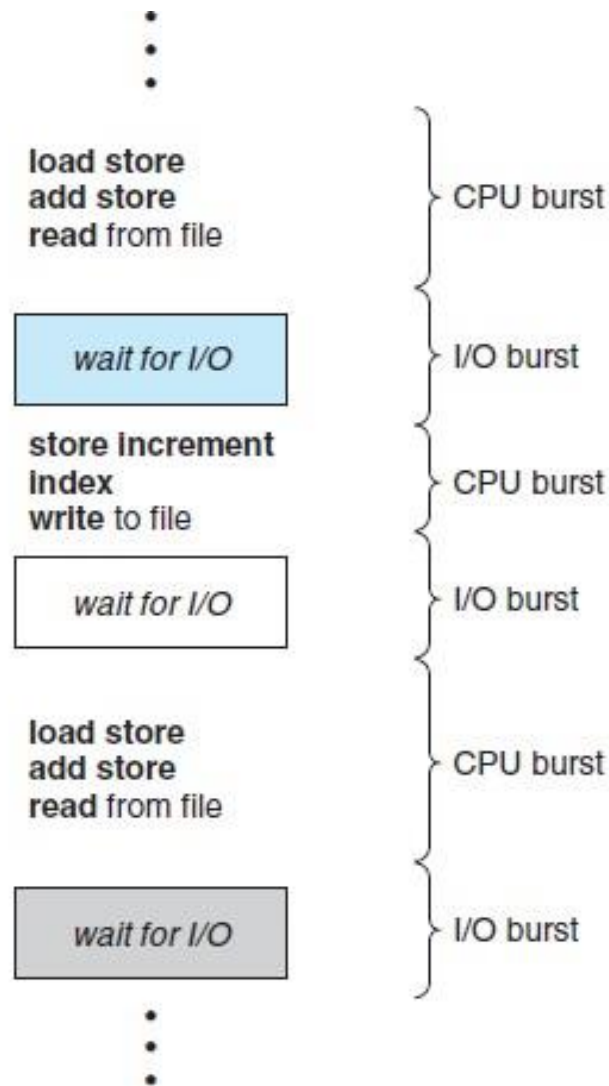 load store
add store
read from file
CPU burst
wait for I/O
I/O burst
store increment
index
write to file
CPU burst
wait for I/O
I/O burst
load store
add store
read from file
CPU burst
wait for I/O
I/O burst